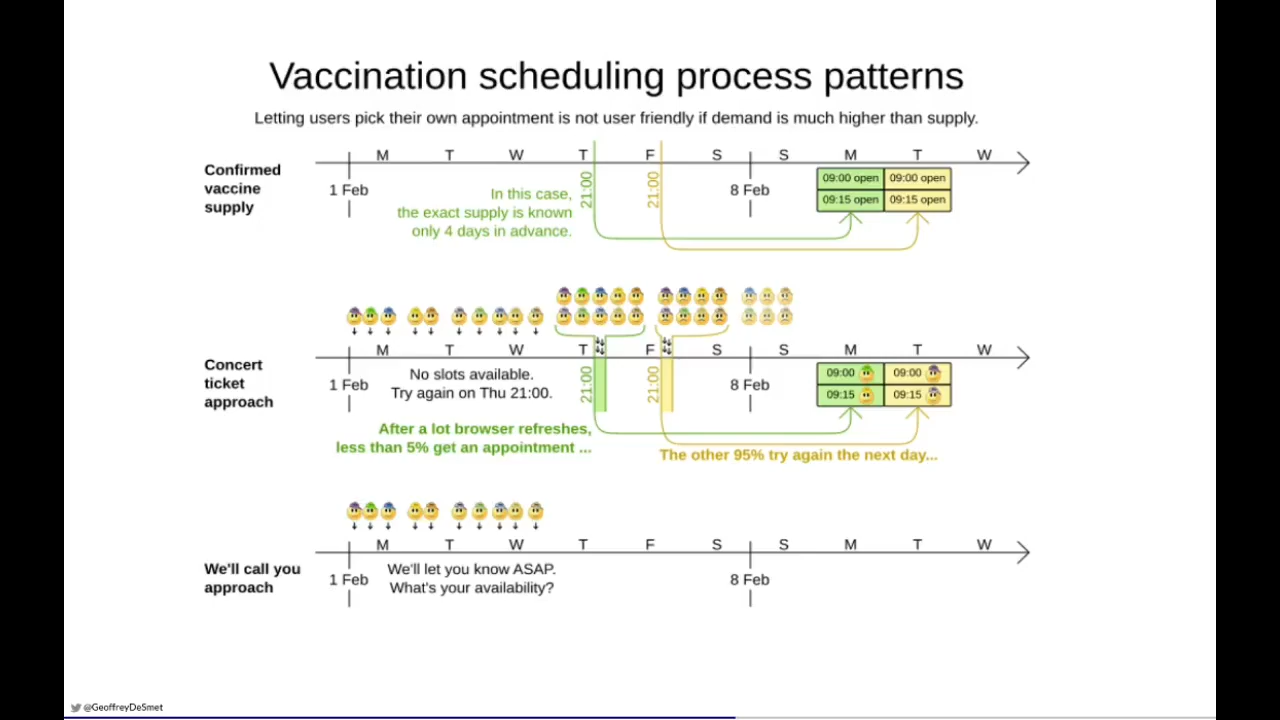 Vaccination scheduling process patterns
Letting users pick their own appointment is not user friendly if demand is much higher than supply.
M T W T F S S M T W
Confirmed
vaccine
supply
1 Feb
In this case,
the exact supply is known
only 4 days in advance.
21:00
21:00
8 Feb
09:00 open 09:00 open
09:15 open 09:15 open
M T W T F S S M T W
Concert
ticket
approach
1 Feb
No slots available.
Try again on Thu 21:00.
21:00
21:00
8 Feb
09:00 09:00
09:15 09:15
After a lot browser refreshes,
less than 5% get an appointment ...
The other 95% try again the next day...
M T W T F S S M T W
We'll call you
approach
1 Feb
We'll let you know ASAP.
What's your availability?
8 Feb
@GeoffreyDeSmet